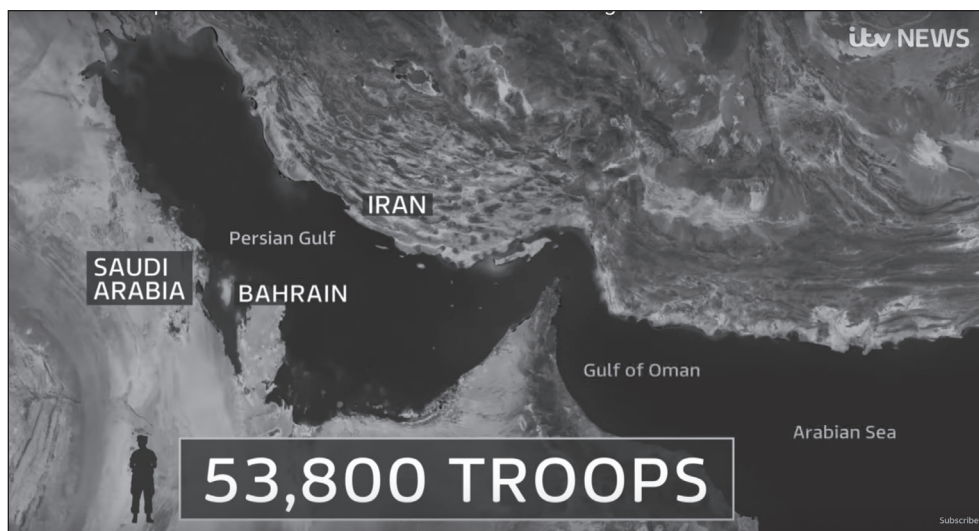 itv NEWS
IRAN
Persian Gulf
SAUDI
ARABIA
BAHRAIN
Gulf of Oman
Arabian Sea
53,800 TROOPS
Subscribe